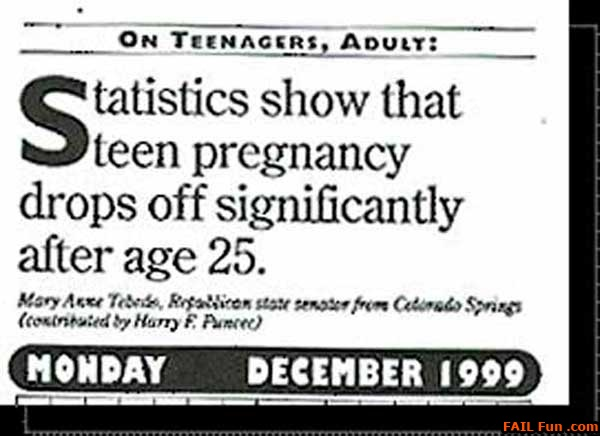 ON TEENAGERS, ADULT:
Statistics show that
teen pregnancy
drops off significantly
after age 25.
Mary Anne Tebedo, Republican state senator from Colorado Springs
(contributed by Harry F. Puncec)
MONDAY DECEMBER 1999
FAIL Fun .com